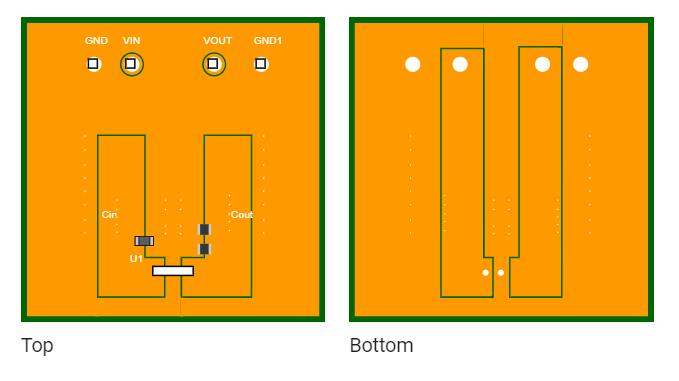 GND VIN VOUT GND1
Cin
Cout
U1
Top
Bottom